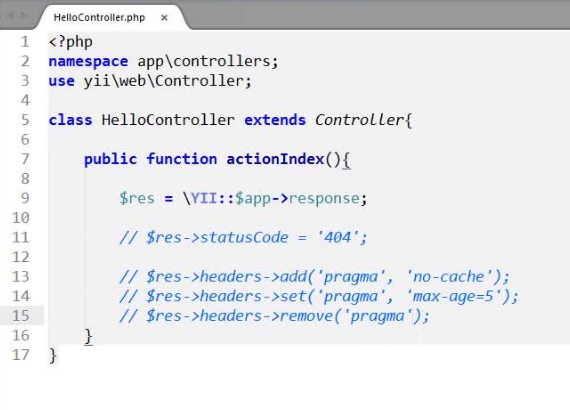 HelloController.php ×
1 <?php
2 namespace app\controllers;
3 use yii\web\Controller;
4
5 class HelloController extends Controller{
6
7     public function actionIndex(){
8
9         $res = \YII::$app->response;
10
11         // $res->statusCode = '404';
12
13         // $res->headers->add('pragma', 'no-cache');
14         // $res->headers->set('pragma', 'max-age=5');
15         // $res->headers->remove('pragma');
16     }
17 }